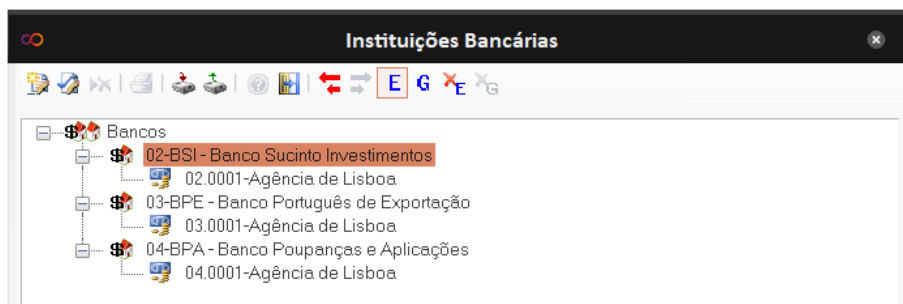 Instituições Bancárias
E G E G
Bancos
02-BSI - Banco Sucinto Investimentos
02.0001-Agência de Lisboa
03-BPE - Banco Português de Exportação
03.0001-Agência de Lisboa
04-BPA - Banco Poupanças e Aplicações
04.0001-Agência de Lisboa